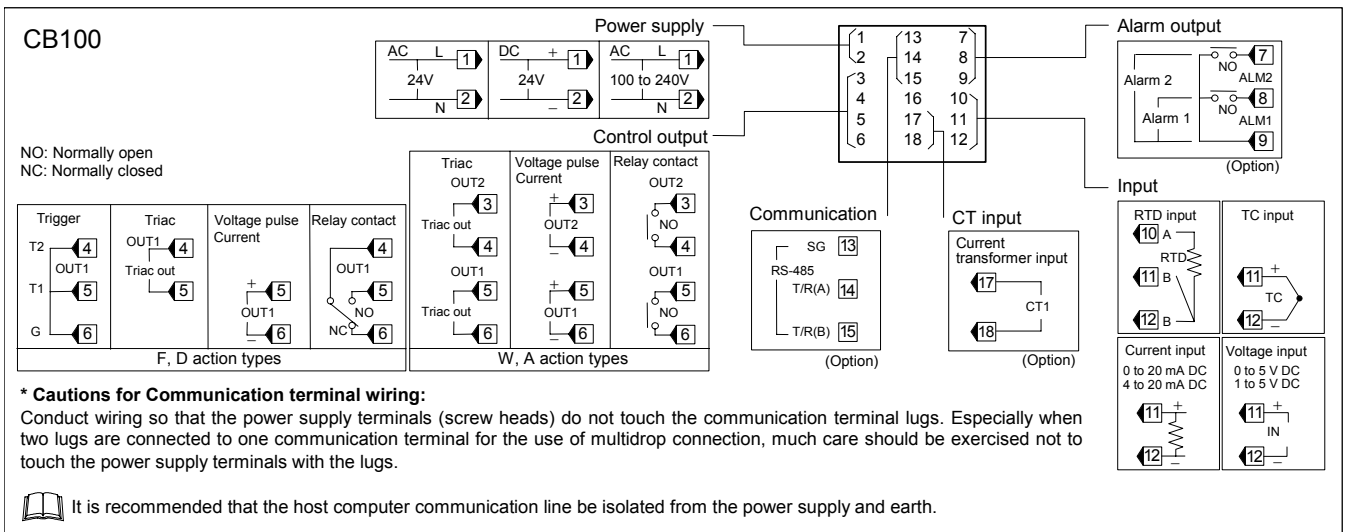 CB100
NO: Normally open
NC: Normally closed
Power supply
AC L 1
24V
N 2
DC + 1
24V
– 2
AC L 1
100 to 240V
N 2
1 13 7
2 14 8
3 15 9
4 16 10
5 17 11
6 18 12
Alarm output
Alarm 2
Alarm 1
NO 7
ALM2
NO 8
ALM1
9
(Option)
Control output
Trigger
T2 4
OUT1
T1 5
G 6
Triac
OUT1 4
Triac out
5
Voltage pulse
Current
+ 5
OUT1
– 6
Relay contact
4
OUT1
5
NO
NC 6
F, D action types
Triac
OUT2
3
Triac out
4
OUT1
5
Triac out
6
Voltage pulse
Current
+ 3
OUT2
– 4
+ 5
OUT1
– 6
Relay contact
OUT2
3
NO
4
OUT1
5
NO
6
W, A action types
Communication
SG 13
RS-485
T/R(A) 14
T/R(B) 15
(Option)
CT input
Current
transformer input
17
CT1
18
(Option)
Input
RTD input
10 A
RTD
11 B
12 B
TC input
11 +
TC
12 –
Current input
0 to 20 mA DC
4 to 20 mA DC
11 +
12 –
Voltage input
0 to 5 V DC
1 to 5 V DC
11 +
IN
12 –
* Cautions for Communication terminal wiring:
Conduct wiring so that the power supply terminals (screw heads) do not touch the communication terminal lugs. Especially when
two lugs are connected to one communication terminal for the use of multidrop connection, much care should be exercised not to
touch the power supply terminals with the lugs.
It is recommended that the host computer communication line be isolated from the power supply and earth.